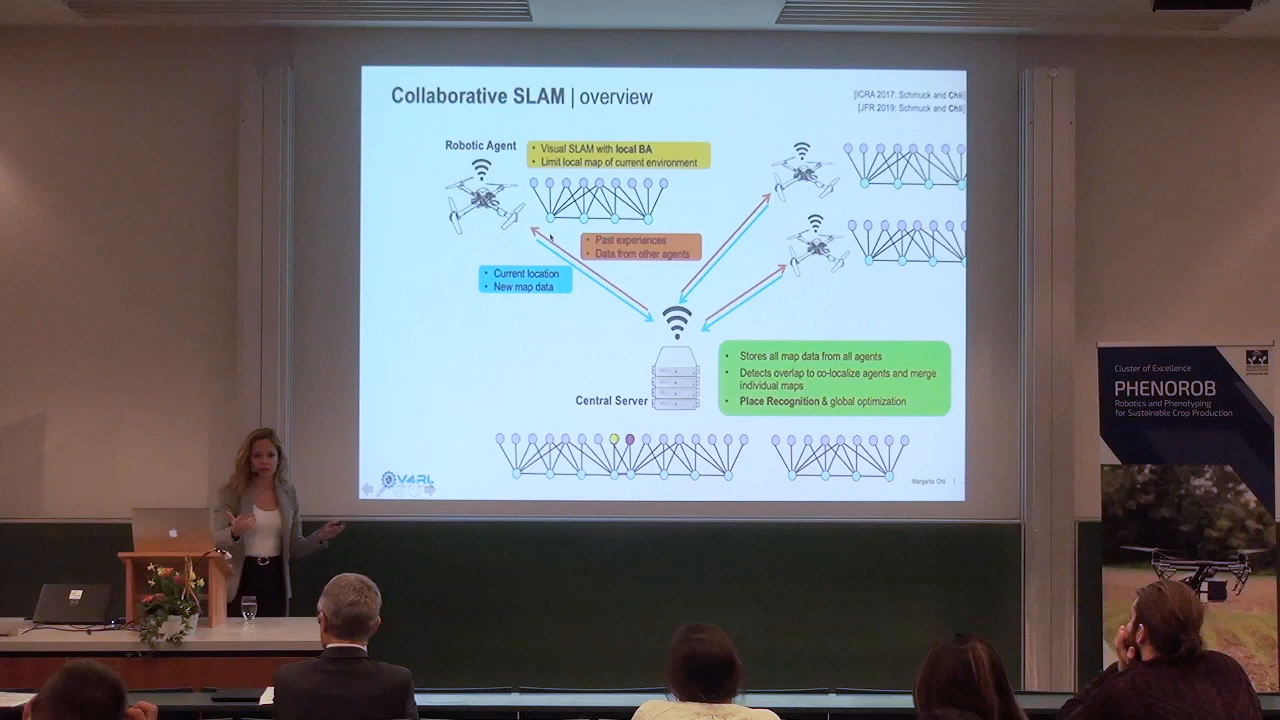 Collaborative SLAM | overview
[ICRA 2017: Schmuck and Chli]
[JFR 2019: Schmuck and Chli]
Robotic Agent
• Visual SLAM with local BA
• Limit local map of current environment
• Past experiences
• Data from other agents
• Current location
• New map data
• Stores all map data from all agents
• Detects overlap to co-localize agents and merge
individual maps
• Place Recognition & global optimization
Central Server
V4RL
Margarita Chli |
Cluster of Excellence
PHENOROB
Robotics and Phenotyping
for Sustainable Crop Production